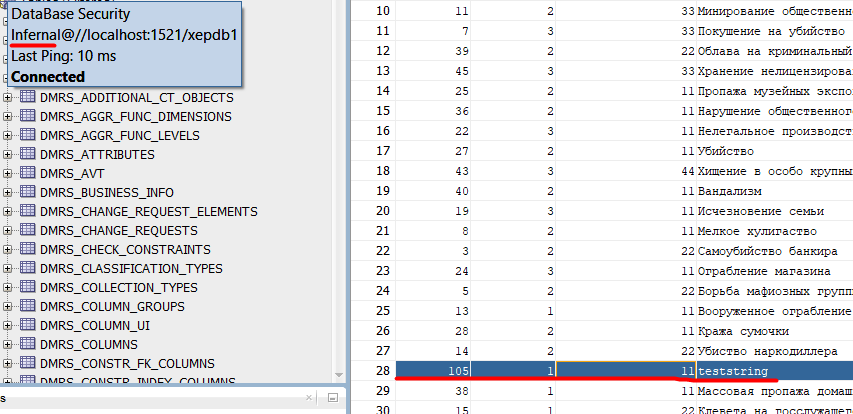 DataBase Security
Infernal@//localhost:1521/xepdb1
Last Ping: 10 ms
Connected
DMRS_ADDITIONAL_CT_OBJECTS
DMRS_AGGR_FUNC_DIMENSIONS
DMRS_AGGR_FUNC_LEVELS
DMRS_ATTRIBUTES
DMRS_AVT
DMRS_BUSINESS_INFO
DMRS_CHANGE_REQUEST_ELEMENTS
DMRS_CHANGE_REQUESTS
DMRS_CHECK_CONSTRAINTS
DMRS_CLASSIFICATION_TYPES
DMRS_COLLECTION_TYPES
DMRS_COLUMN_GROUPS
DMRS_COLUMN_UI
DMRS_COLUMNS
DMRS_CONSTR_FK_COLUMNS
DMRS_CONSTR_INDEX_COLUMNS
s
10 11 2 33 Минирование общественн
11 7 3 33 Покушение на убийство
12 39 2 22 Облава на криминальный
13 45 3 33 Хранение нелицензирова
14 25 2 11 Пропажа музейных экспо
15 36 2 11 Нарушение общественног
16 22 3 11 Нелегальное производст
17 27 2 11 Убийство
18 43 3 44 Хищение в особо крупны
19 40 2 11 Вандализм
20 19 3 11 Исчезновение семьи
21 8 2 11 Мелкое хулигаство
22 3 2 22 Самоубийство банкира
23 24 3 11 Ограбление магазина
24 5 2 22 Борьба мафиозных групп
25 13 1 11 Вооруженное ограбление
26 28 2 11 Кража сумочки
27 14 2 22 Убиство наркодиллера
28 105 1 11 teststring
29 38 1 11 Массовая пропажа домаш
30 15 1 22 Клевета на госслужащего